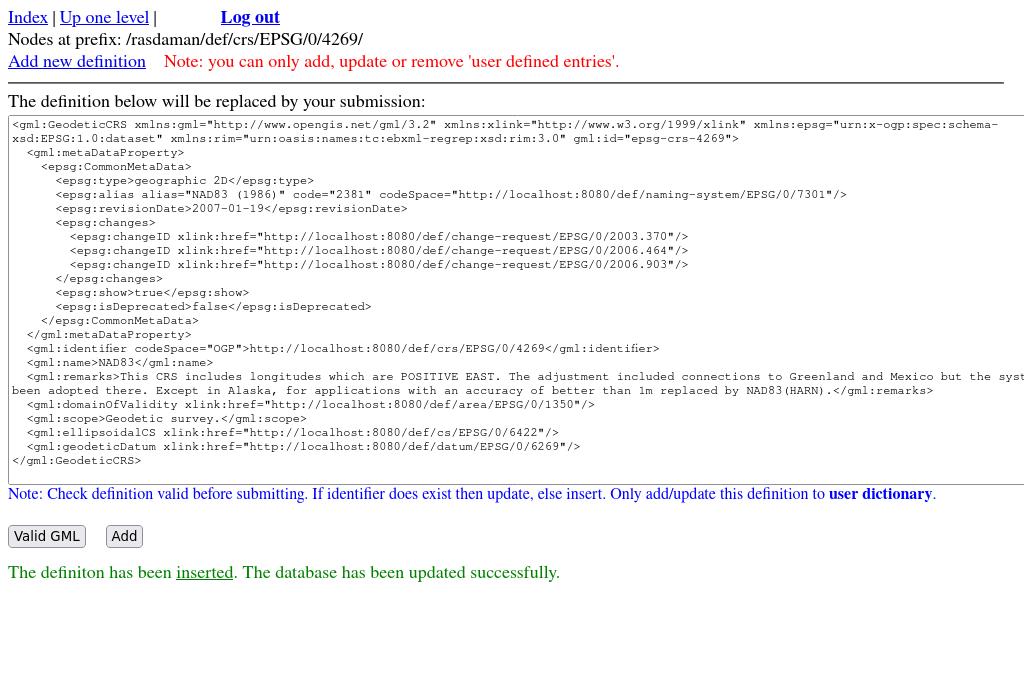 Index | Up one level | Log out
Nodes at prefix: /rasdaman/def/crs/EPSG/0/4269/
Add new definition Note: you can only add, update or remove 'user defined entries'.
The definition below will be replaced by your submission:
<gml:GeodeticCRS xmlns:gml="http://www.opengis.net/gml/3.2" xmlns:xlink="http://www.w3.org/1999/xlink" xmlns:epsg="urn:x-ogp:spec:schema-
xsd:EPSG:1.0:dataset" xmlns:rim="urn:oasis:names:tc:ebxml-regrep:xsd:rim:3.0" gml:id="epsg-crs-4269">
<gml:metaDataProperty>
<epsg:CommonMetaData>
<epsg:type>geographic 2D</epsg:type>
<epsg:alias alias="NAD83 (1986)" code="2381" codeSpace="http://localhost:8080/def/naming-system/EPSG/0/7301"/>
<epsg:revisionDate>2007-01-19</epsg:revisionDate>
<epsg:changes>
<epsg:changeID xlink:href="http://localhost:8080/def/change-request/EPSG/0/2003.370"/>
<epsg:changeID xlink:href="http://localhost:8080/def/change-request/EPSG/0/2006.464"/>
<epsg:changeID xlink:href="http://localhost:8080/def/change-request/EPSG/0/2006.903"/>
</epsg:changes>
<epsg:show>true</epsg:show>
<epsg:isDeprecated>false</epsg:isDeprecated>
</epsg:CommonMetaData>
</gml:metaDataProperty>
<gml:identifier codeSpace="OGP">http://localhost:8080/def/crs/EPSG/0/4269</gml:identifier>
<gml:name>NAD83</gml:name>
<gml:remarks>This CRS includes longitudes which are POSITIVE EAST. The adjustment included connections to Greenland and Mexico but the syst
been adopted there. Except in Alaska, for applications with an accuracy of better than 1m replaced by NAD83(HARN).</gml:remarks>
<gml:domainOfValidity xlink:href="http://localhost:8080/def/area/EPSG/0/1350"/>
<gml:scope>Geodetic survey.</gml:scope>
<gml:ellipsoidalCS xlink:href="http://localhost:8080/def/cs/EPSG/0/6422"/>
<gml:geodeticDatum xlink:href="http://localhost:8080/def/datum/EPSG/0/6269"/>
</gml:GeodeticCRS>
Note: Check definition valid before submitting. If identifier does exist then update, else insert. Only add/update this definition to user dictionary.
Valid GML Add
The definiton has been inserted. The database has been updated successfully.